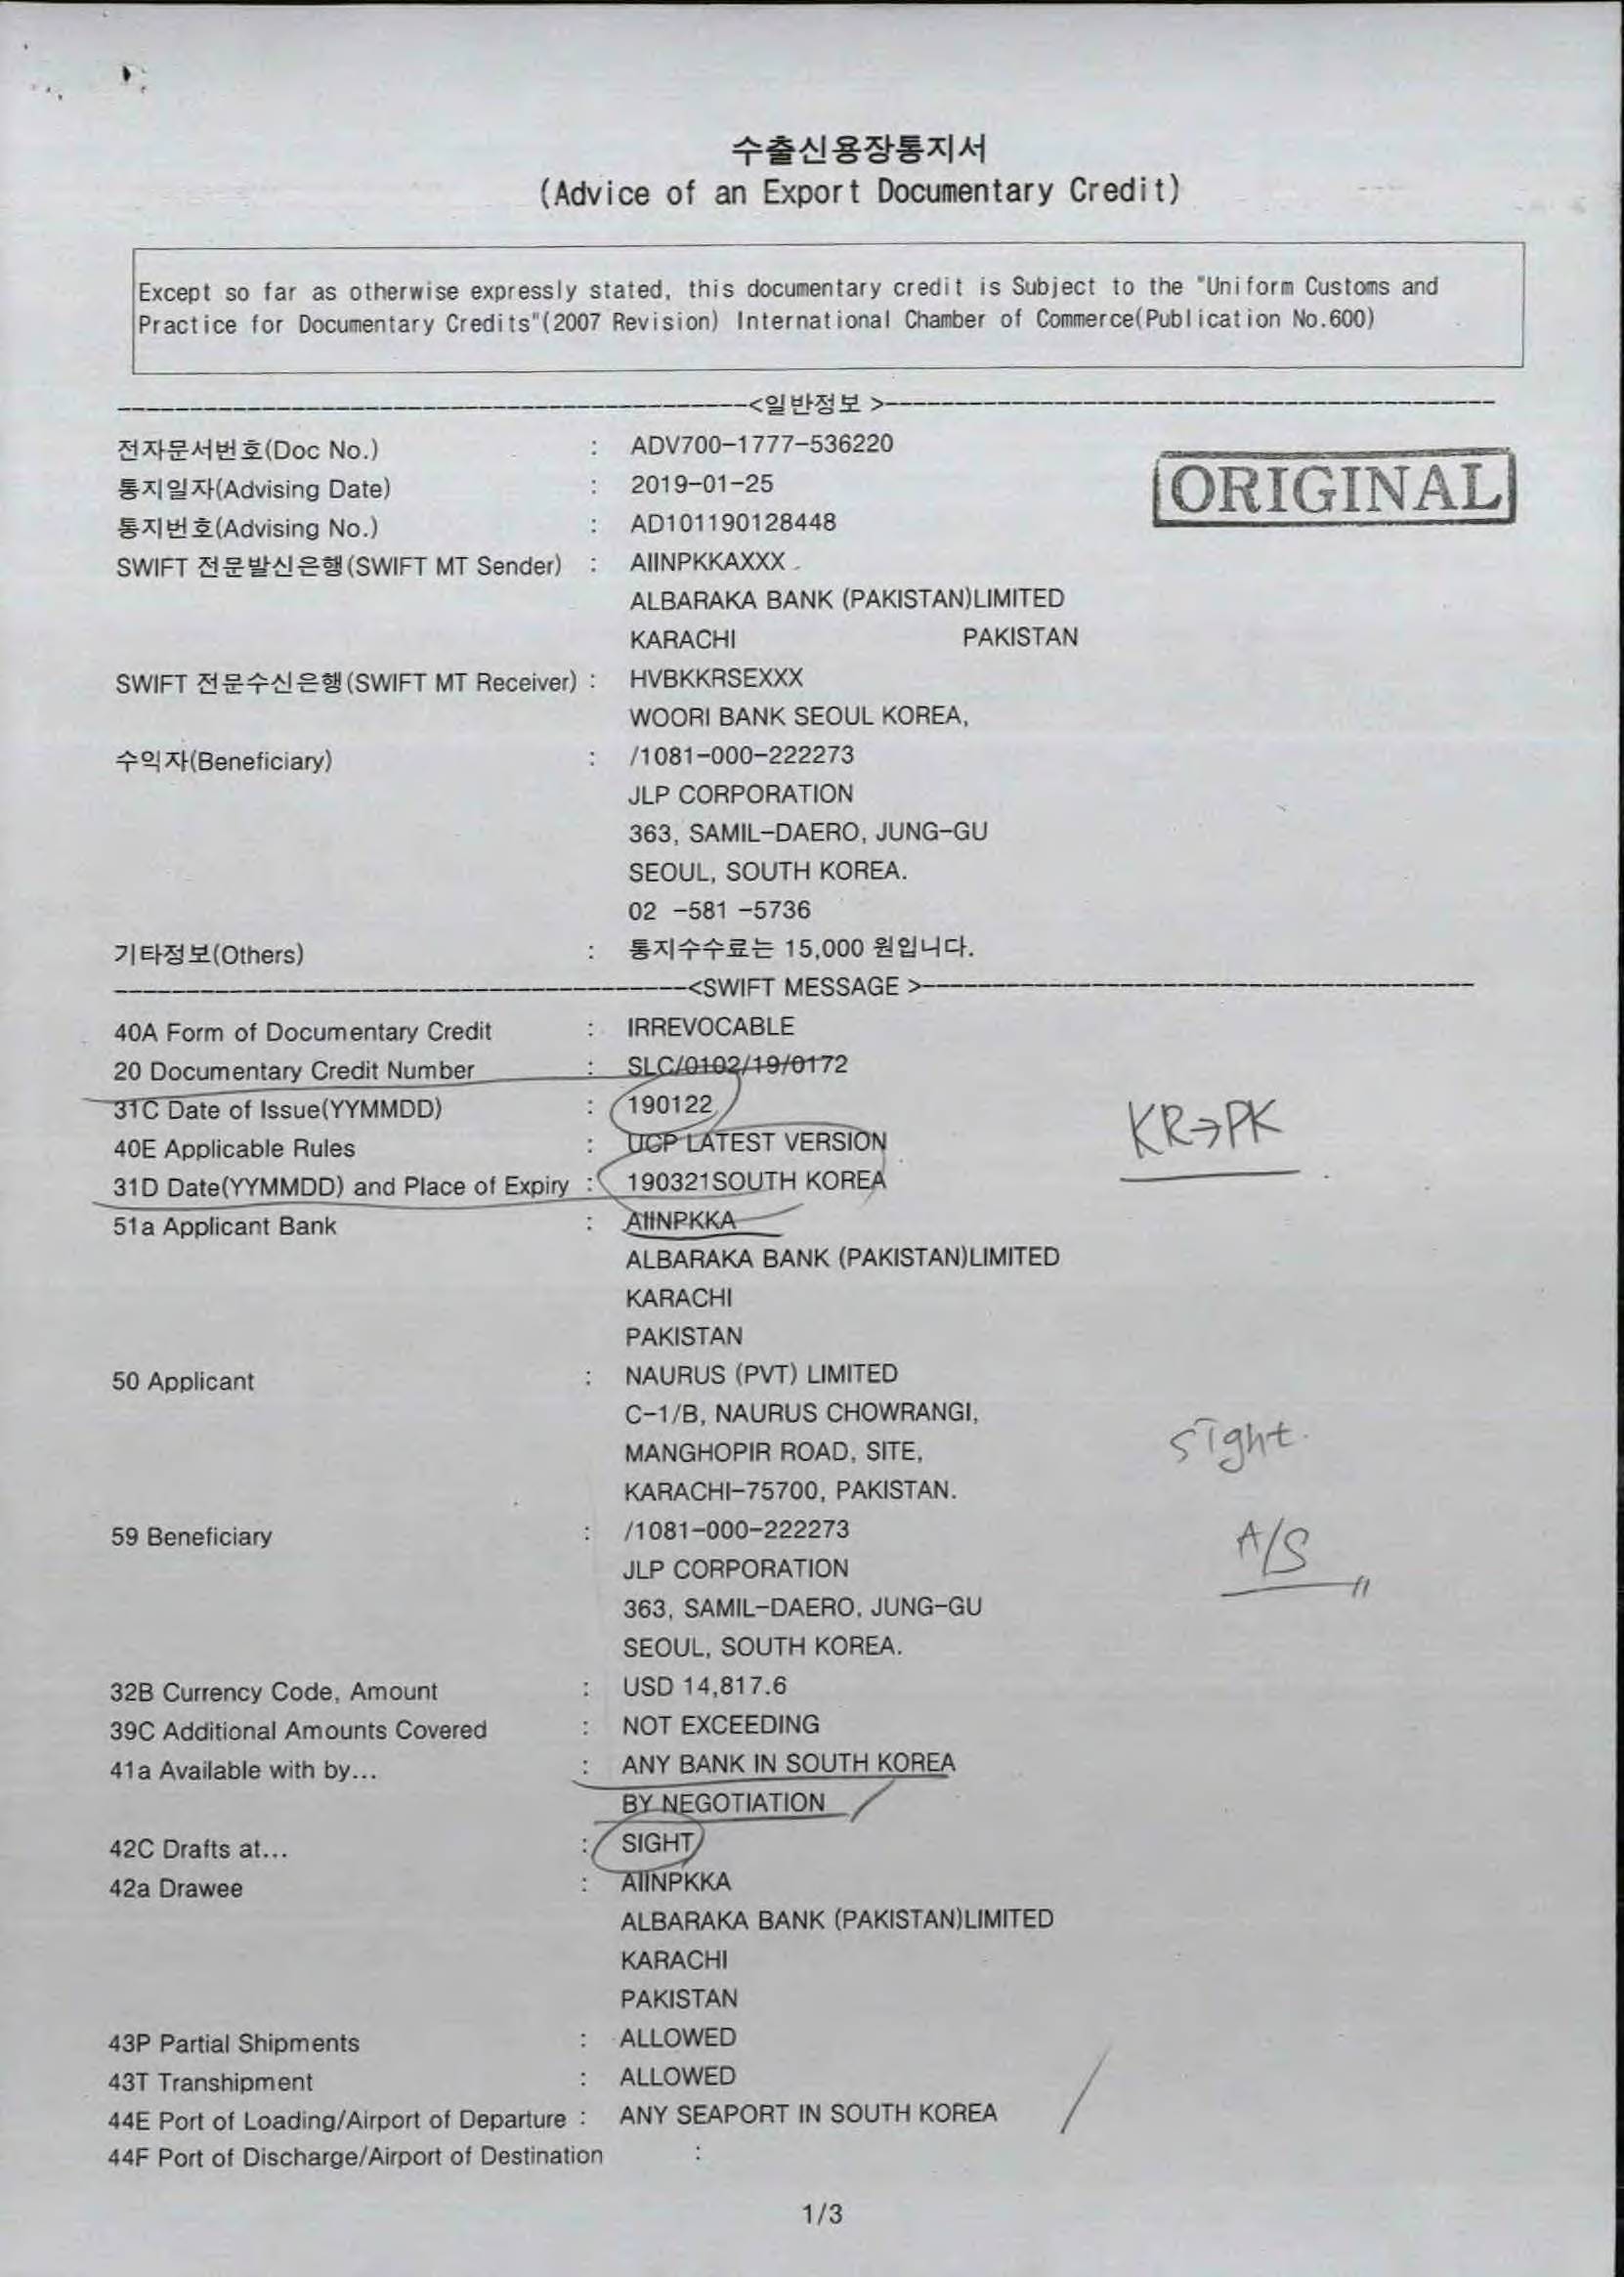 수출신용장통지서
(Advice of an Export Documentary Credit)
Except so far as otherwise expressly stated, this documentary credit is Subject to the "Uniform Customs and
Practice for Documentary Credits"(2007 Revision) International Chamber of Commerce(Publication No.600)
<일반정보 >
전자문서번호(Doc No.) : ADV700-1777-536220
ORIGINAL
통지일자(Advising Date) : 2019-01-25
통지번호(Advising No.) : AD101190128448
SWIFT 전문발신은행(SWIFT MT Sender) : AIINPKKAXXX
ALBARAKA BANK (PAKISTAN)LIMITED
KARACHI PAKISTAN
SWIFT 전문수신은행(SWIFT MT Receiver) : HVBKKRSEXXX
WOORI BANK SEOUL KOREA,
수익자(Beneficiary) : /1081-000-222273
JLP CORPORATION
363, SAMIL-DAERO, JUNG-GU
SEOUL, SOUTH KOREA.
02 -581 -5736
기타정보(Others) : 통지수수료는 15,000 원입니다.
<SWIFT MESSAGE >
40A Form of Documentary Credit : IRREVOCABLE
20 Documentary Credit Number : SLC/0102/19/0172
31C Date of Issue(YYMMDD) : 190122
KR→PK
40E Applicable Rules : UCP LATEST VERSION
31D Date(YYMMDD) and Place of Expiry : 190321SOUTH KOREA
51a Applicant Bank : AIINPKKA
ALBARAKA BANK (PAKISTAN)LIMITED
KARACHI
PAKISTAN
50 Applicant : NAURUS (PVT) LIMITED
C-1/B, NAURUS CHOWRANGI,
MANGHOPIR ROAD, SITE,
sight.
KARACHI-75700, PAKISTAN.
59 Beneficiary : /1081-000-222273
A/S
JLP CORPORATION
363, SAMIL-DAERO, JUNG-GU
SEOUL, SOUTH KOREA.
32B Currency Code, Amount : USD 14,817.6
39C Additional Amounts Covered : NOT EXCEEDING
41a Available with by... : ANY BANK IN SOUTH KOREA
BY NEGOTIATION
42C Drafts at... : SIGHT
42a Drawee : AIINPKKA
ALBARAKA BANK (PAKISTAN)LIMITED
KARACHI
PAKISTAN
43P Partial Shipments : ALLOWED
43T Transhipment : ALLOWED
44E Port of Loading/Airport of Departure : ANY SEAPORT IN SOUTH KOREA
44F Port of Discharge/Airport of Destination :
1/3